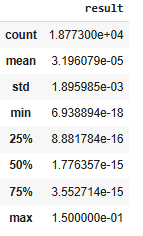 result
count 1.877300e+04
mean 3.196079e-05
std 1.895985e-03
min 6.938894e-18
25% 8.881784e-16
50% 1.776357e-15
75% 3.552714e-15
max 1.500000e-01